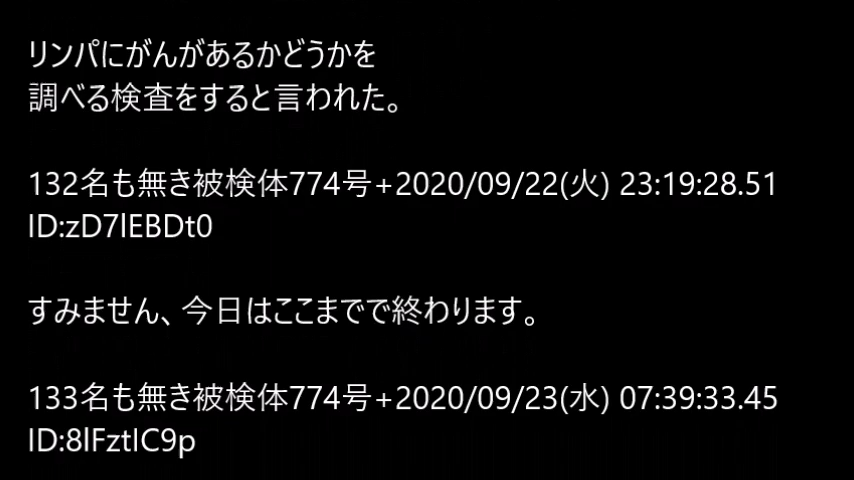 リンパにがんがあるかどうかを
調べる検査をすると言われた。
132名も無き被検体774号+2020/09/22(火) 23:19:28.51
ID:zD7lEBDt0
すみません、今日はここまでで終わります。
133名も無き被検体774号+2020/09/23(水) 07:39:33.45
ID:8lFztIC9p